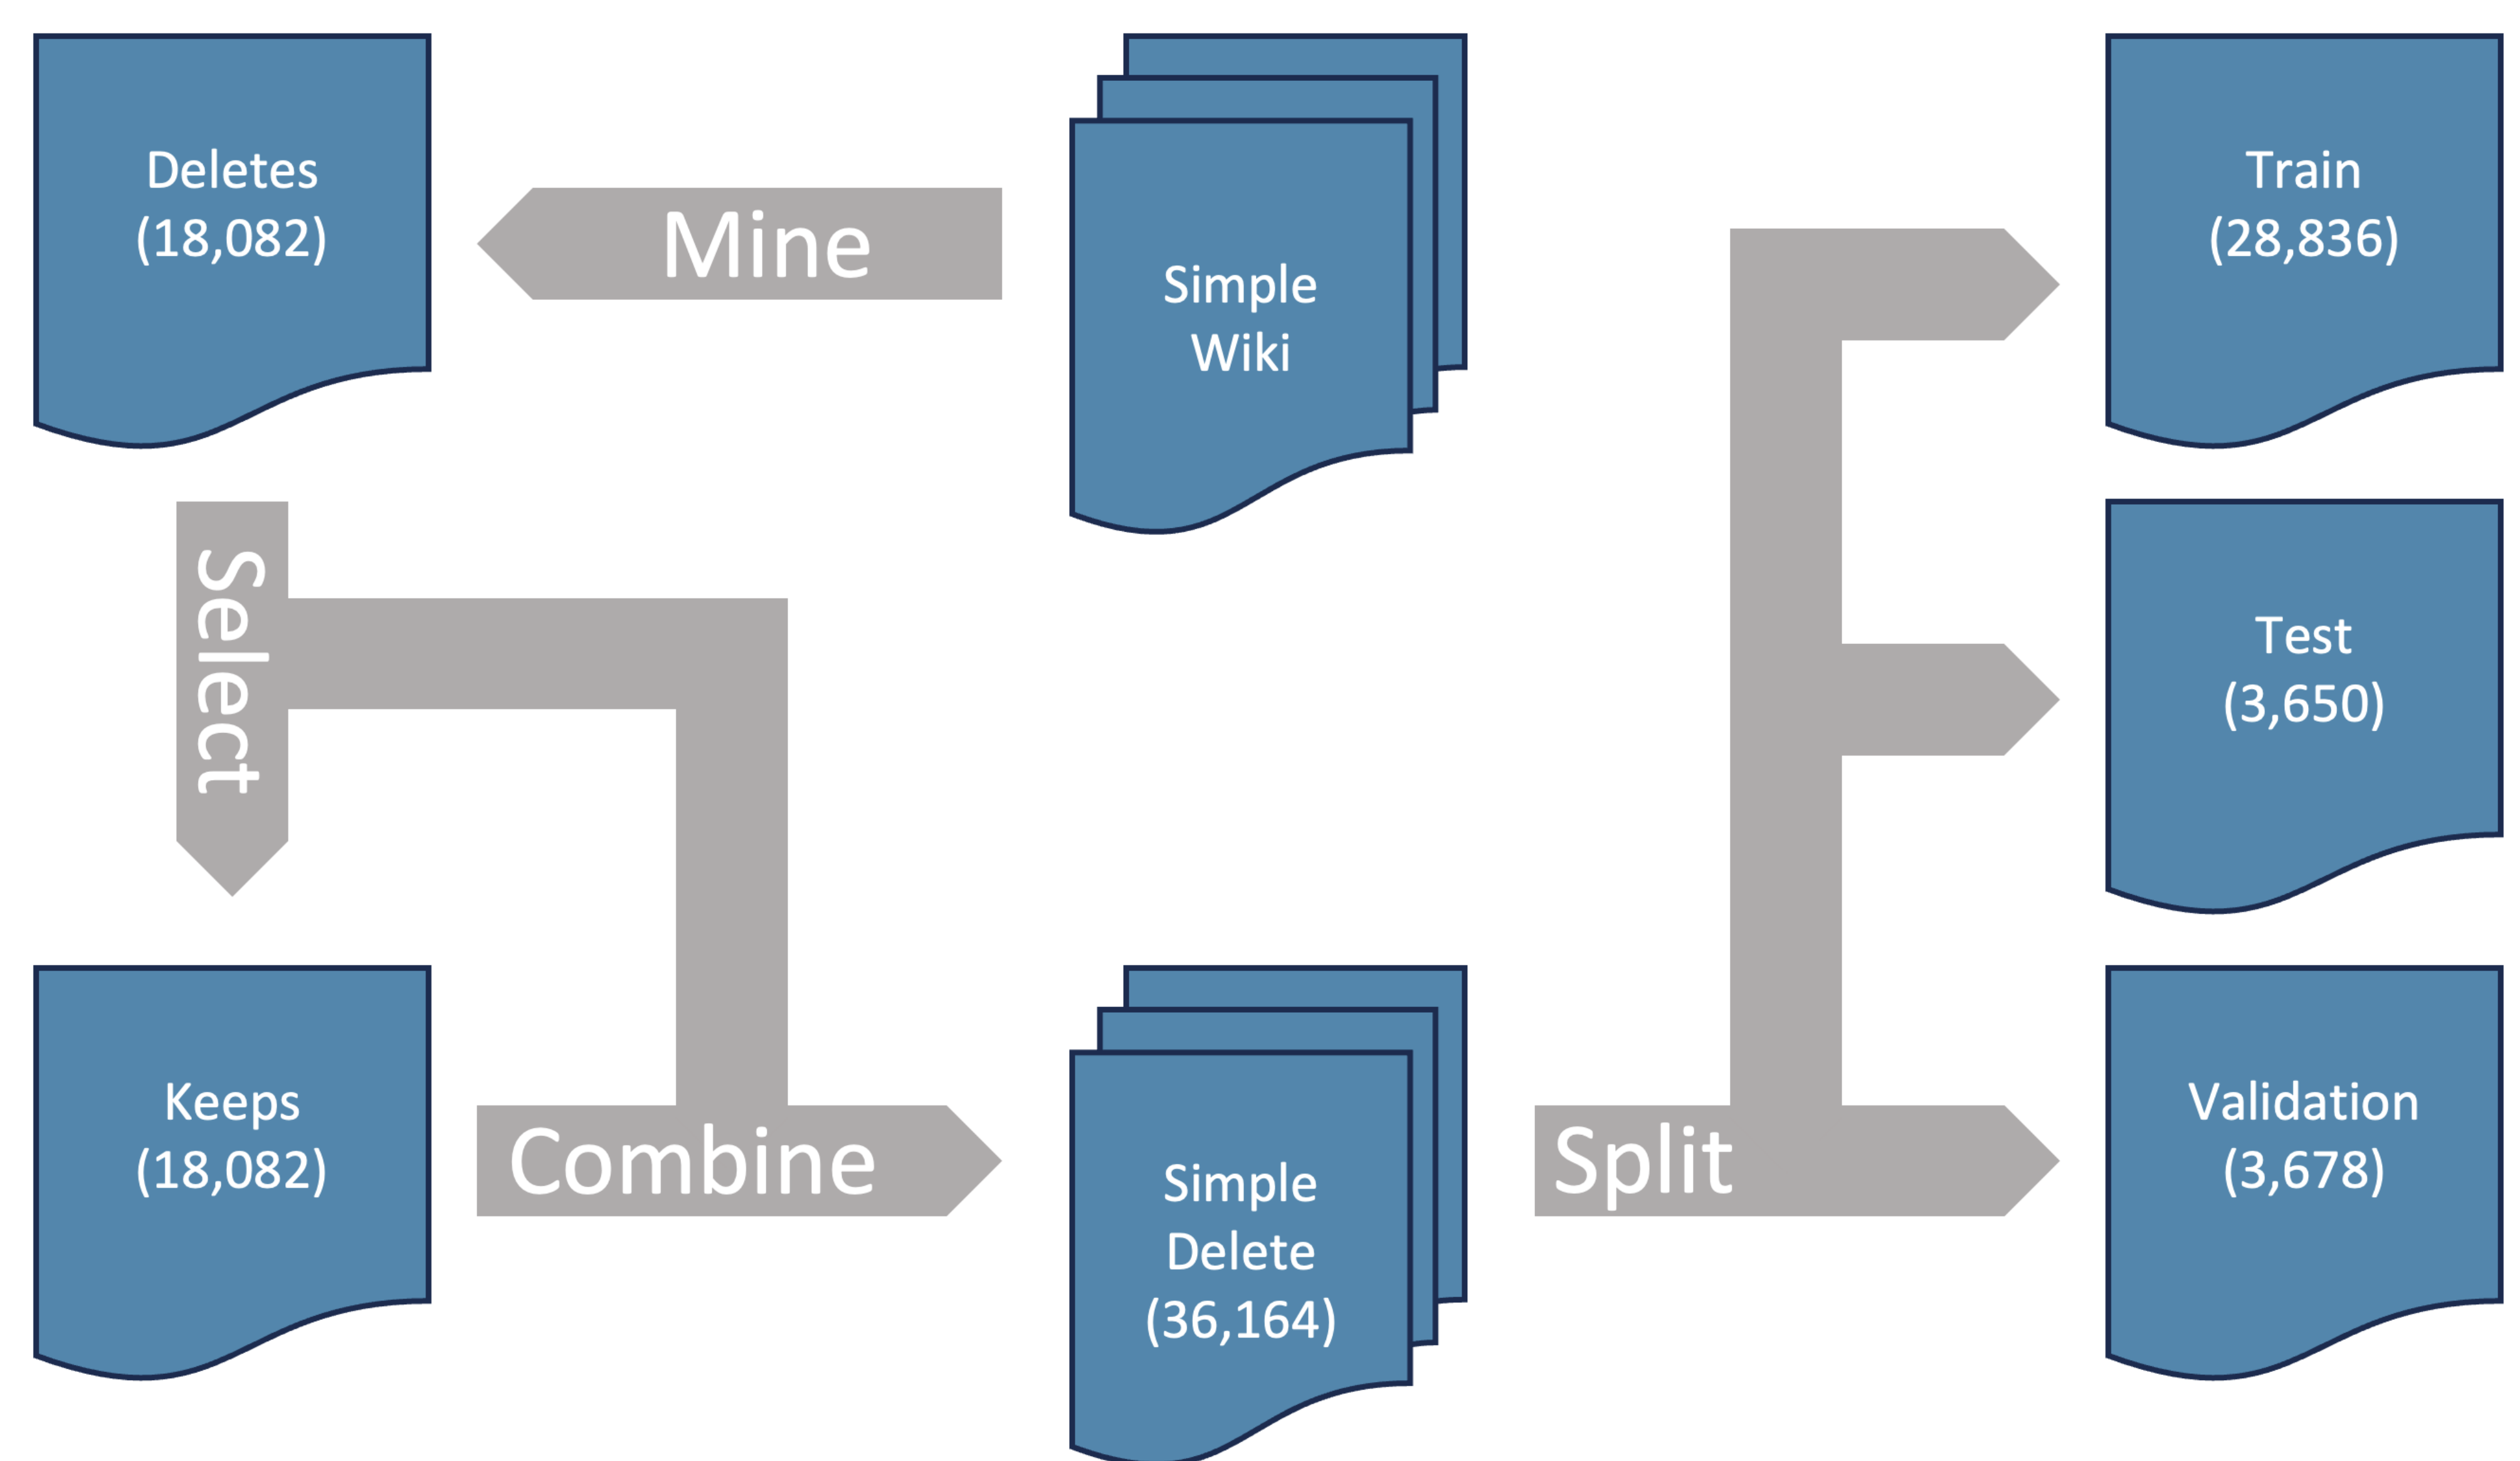 Deletes
(18,082)
Mine
Simple
Wiki
Train
(28,836)
Select
Test
(3,650)
Keeps
(18,082)
Combine
Simple
Delete
(36,164)
Split
Validation
(3,678)